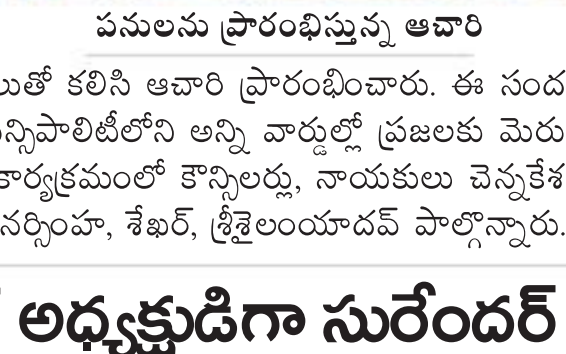 పనులను ప్రారంభిస్తున్న ఆచారి
లుతో కలిసి ఆచారి ప్రారంభించారు. ఈ సంద
న్సిపాలిటీలోని అన్ని వార్డుల్లో ప్రజలకు మెరు
కార్యక్రమంలో కౌన్సిలర్లు, నాయకులు చెన్నకేశ
నర్సింహ, శేఖర్, శ్రీశైలంయాదవ్ పాల్గొన్నారు.
అధ్యక్షుడిగా సురేందర్